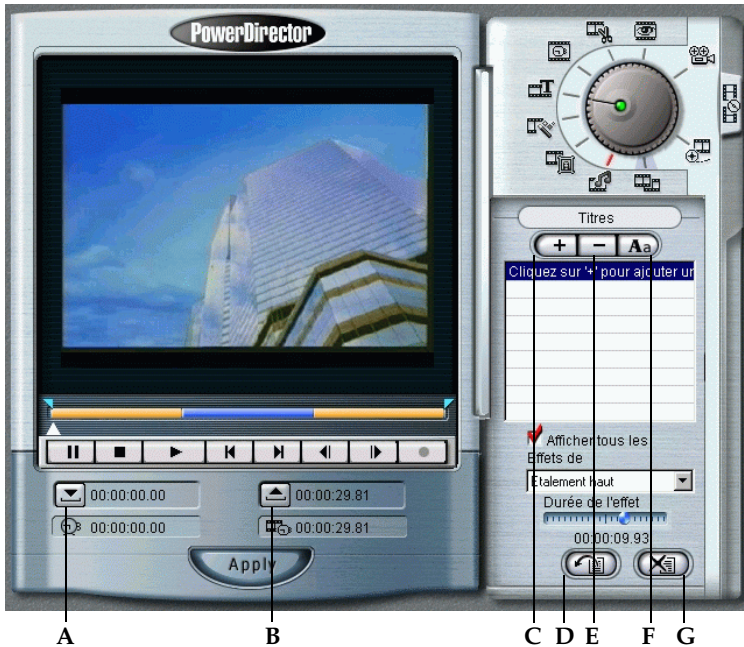 PowerDirector
T
Titres
+ - Aa
Cliquez sur '+' pour ajouter ur
Afficher tous les
Effets de
Etalement haut
Durée de l'effet
00:00:09.93
00:00:00.00
00:00:29.81
00:00:00.00
00:00:29.81
Apply
A B C D E F G